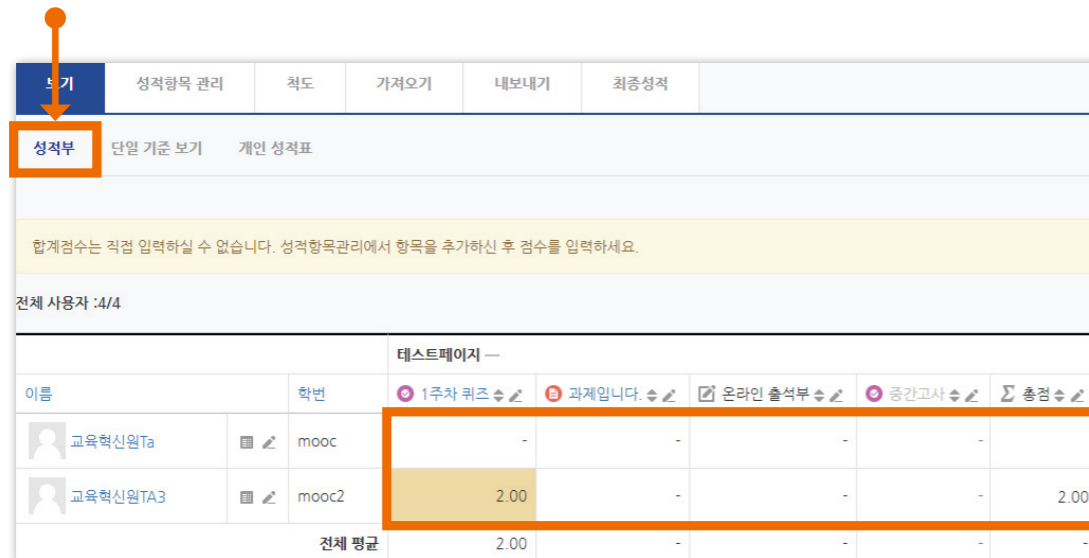 보기 성적항목 관리 척도 가져오기 내보내기 최종성적
성적부 단일 기준 보기 개인 성적표
합계점수는 직접 입력하실 수 없습니다. 성적항목관리에서 항목을 추가하신 후 점수를 입력하세요.
전체 사용자 :4/4
테스트페이지 —
이름 학번 1주차 퀴즈 과제입니다. 온라인 출석부 중간고사 ∑ 총점
교육혁신원Ta mooc - - - -
교육혁신원TA3 mooc2 2.00 - - - 2.00
전체 평균 2.00 - - - -